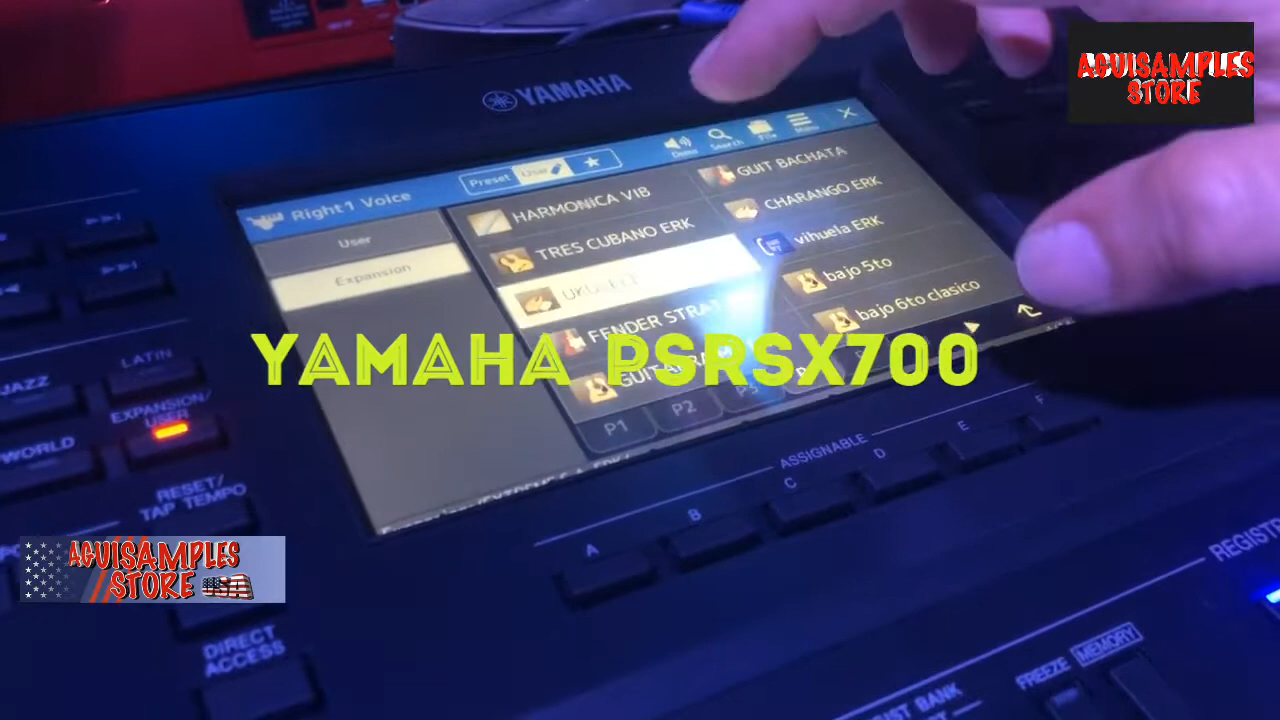 YAMAHA
AGUISAMPLES
STORE
Right1 Voice
Preset
User
Demo
Search
File
Menu
User
Expansion
HARMONICA VIB
TRES CUBANO ERK
FENDER STRAT
GUIT BACHATA
CHARANGO ERK
vihuela ERK
bajo 5to
bajo 6to clasico
P1
P2
P3
YAMAHA PSRSX700
JAZZ
LATIN
WORLD
EXPANSION/
USER
RESET/
TAP TEMPO
AGUISAMPLES
STORE USA
DIRECT
ACCESS
ASSIGNABLE
A
B
C
D
E
F
FREEZE
MEMORY